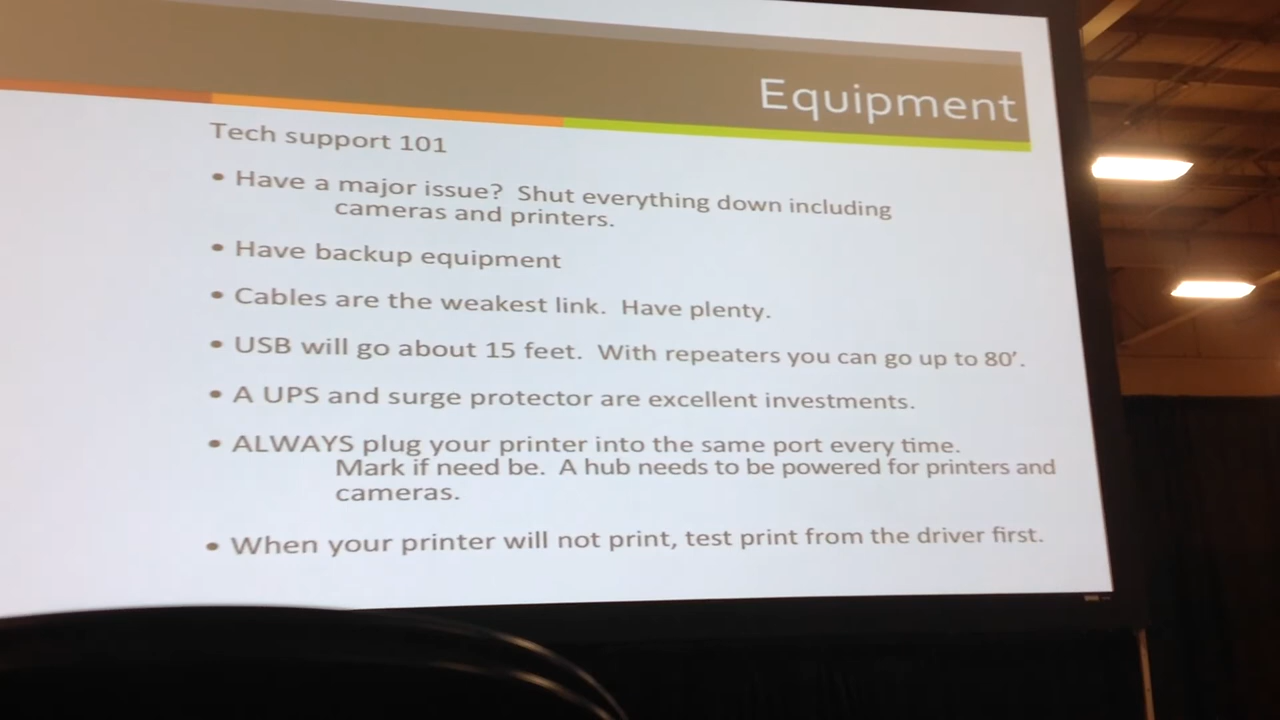 Equipment
Tech support 101
• Have a major issue?  Shut everything down including
cameras and printers.
• Have backup equipment
• Cables are the weakest link.  Have plenty.
• USB will go about 15 feet.  With repeaters you can go up to 80’.
• A UPS and surge protector are excellent investments.
• ALWAYS plug your printer into the same port every time.
Mark if need be.  A hub needs to be powered for printers and
cameras.
• When your printer will not print, test print from the driver first.